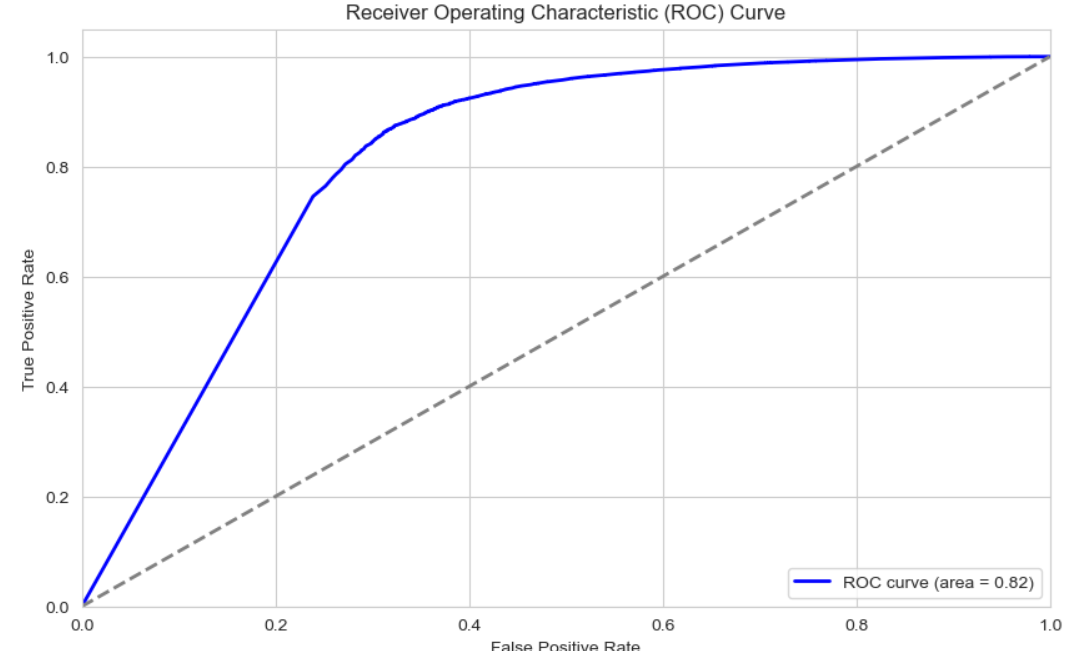 Receiver Operating Characteristic (ROC) Curve
True Positive Rate
1.0
0.8
0.6
0.4
0.2
0.0
ROC curve (area = 0.82)
0.0 0.2 0.4 0.6 0.8 1.0
False Positive Rate